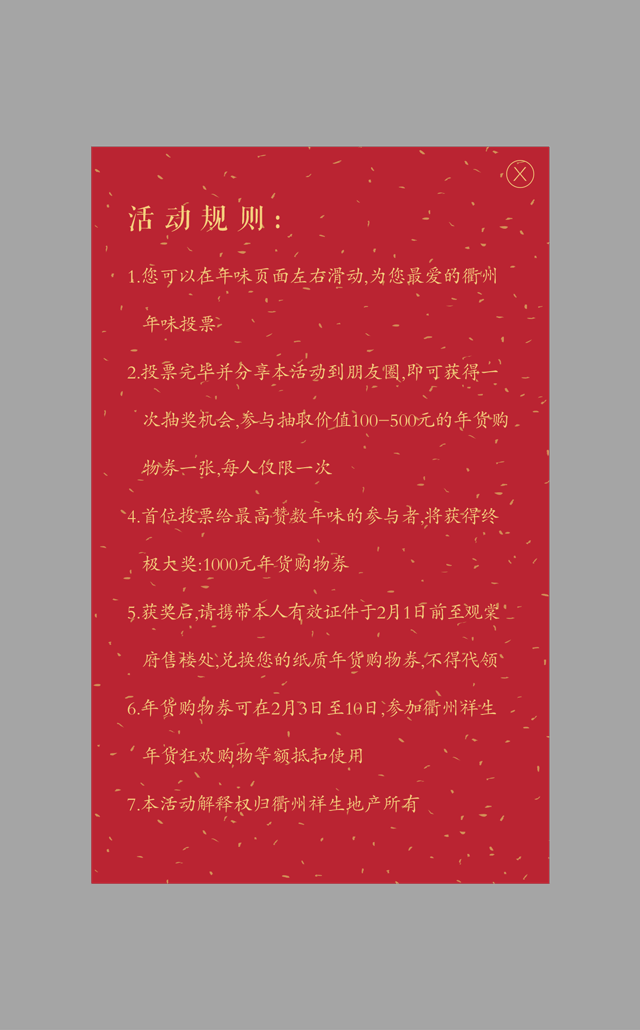 活动规则:
1.您可以在年味页面左右滑动,为您最爱的衢州
年味投票
2.投票完毕并分享本活动到朋友圈,即可获得一
次抽奖机会,参与抽取价值100-500元的年货购
物券一张,每人仅限一次
4.首位投票给最高赞数年味的参与者,将获得终
极大奖:1000元年货购物券
5.获奖后,请携带本人有效证件于2月1日前至观棠
府售楼处,兑换您的纸质年货购物券,不得代领
6.年货购物券可在2月3日至10日,参加衢州祥生
年货狂欢购物等额抵扣使用
7.本活动解释权归衢州祥生地产所有